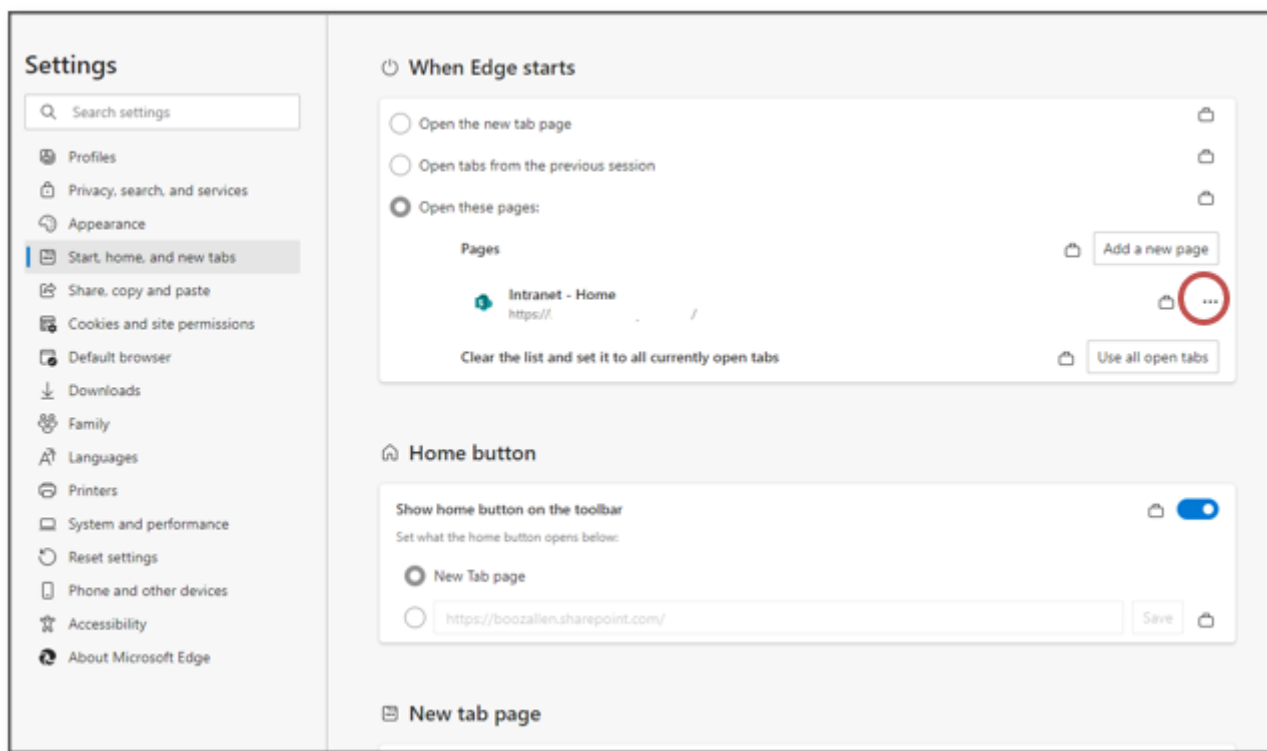 Settings
Search settings
Profiles
Privacy, search, and services
Appearance
Start, home, and new tabs
Share, copy and paste
Cookies and site permissions
Default browser
Downloads
Family
Languages
Printers
System and performance
Reset settings
Phone and other devices
Accessibility
About Microsoft Edge
When Edge starts
Open the new tab page
Open tabs from the previous session
Open these pages:
Pages
Add a new page
Intranet - Home
https://
Clear the list and set it to all currently open tabs
Use all open tabs
Home button
Show home button on the toolbar
Set what the home button opens below:
New Tab page
https://boozallen.sharepoint.com/
Save
New tab page